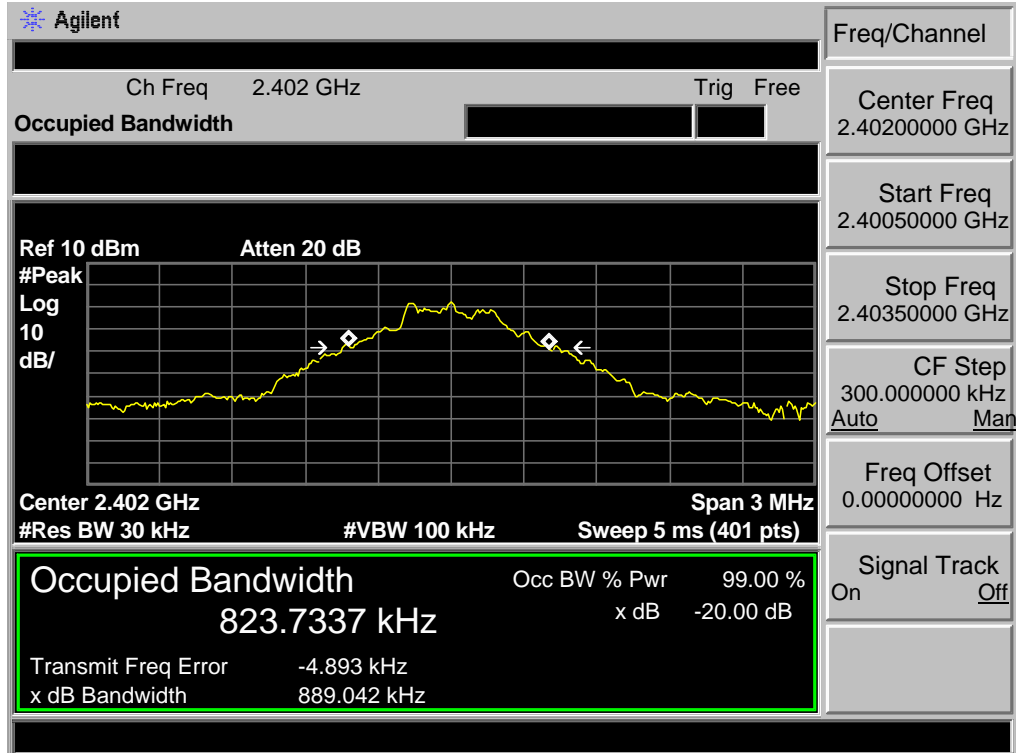 Agilent
Freq/Channel
Ch Freq 2.402 GHz Trig Free
Occupied Bandwidth
Center Freq
2.40200000 GHz
Start Freq
2.40050000 GHz
Ref 10 dBm Atten 20 dB
#Peak
Log
10
dB/
Stop Freq
2.40350000 GHz
CF Step
300.000000 kHz
Auto Man
Center 2.402 GHz Span 3 MHz
#Res BW 30 kHz #VBW 100 kHz Sweep 5 ms (401 pts)
Freq Offset
0.00000000 Hz
Occupied Bandwidth
823.7337 kHz
Occ BW % Pwr 99.00 %
x dB -20.00 dB
Transmit Freq Error -4.893 kHz
x dB Bandwidth 889.042 kHz
Signal Track
On Off